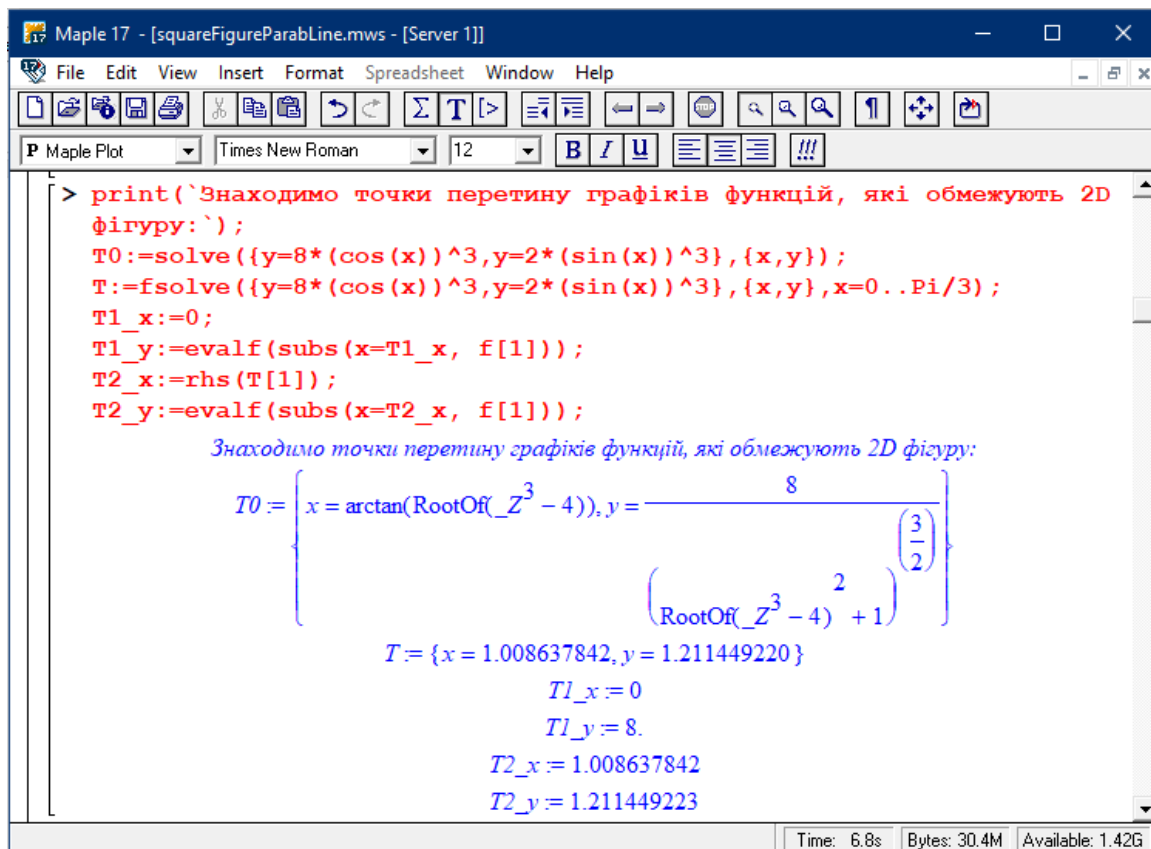 Maple 17 - [squareFigureParabLine.mws - [Server 1]]
File Edit View Insert Format Spreadsheet Window Help
P Maple Plot Times New Roman 12 B I U !!!
> print(`Знаходимо точки перетину графіків функцій, які обмежують 2D
фігуру:`);
T0:=solve({y=8*(cos(x))^3,y=2*(sin(x))^3},{x,y});
T:=fsolve({y=8*(cos(x))^3,y=2*(sin(x))^3},{x,y},x=0..Pi/3);
T1_x:=0;
T1_y:=evalf(subs(x=T1_x, f[1]));
T2_x:=rhs(T[1]);
T2_y:=evalf(subs(x=T2_x, f[1]));
Знаходимо точки перетину графіків функцій, які обмежують 2D фігуру:
T0 := { x = arctan(RootOf(_Z^3 − 4)), y = 8 / (RootOf(_Z^3 − 4)^2 + 1)^(3/2) }
T := {x = 1.008637842, y = 1.211449220}
T1_x := 0
T1_y := 8.
T2_x := 1.008637842
T2_y := 1.211449223
Time: 6.8s Bytes: 30.4M Available: 1.42G